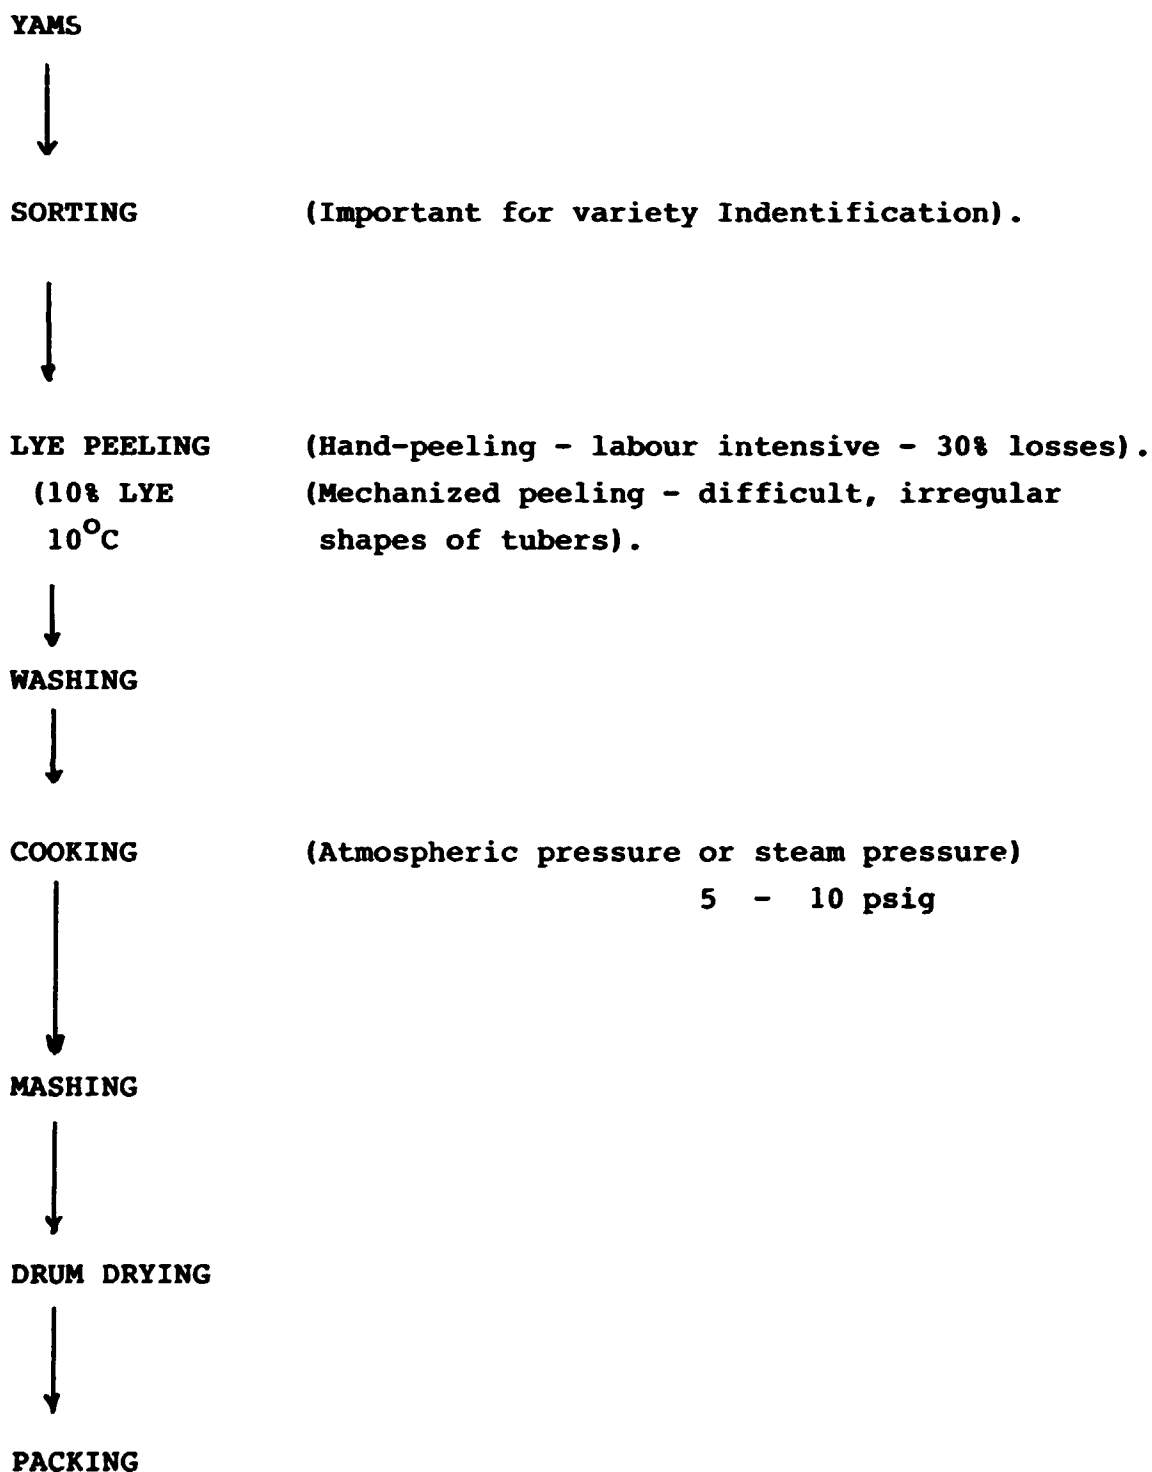 YAMS
SORTING (Important for variety Indentification).
LYE PEELING (Hand-peeling - labour intensive - 30% losses).
(10% LYE (Mechanized peeling - difficult, irregular
10°C shapes of tubers).
WASHING
COOKING (Atmospheric pressure or steam pressure)
5 - 10 psig
MASHING
DRUM DRYING
PACKING